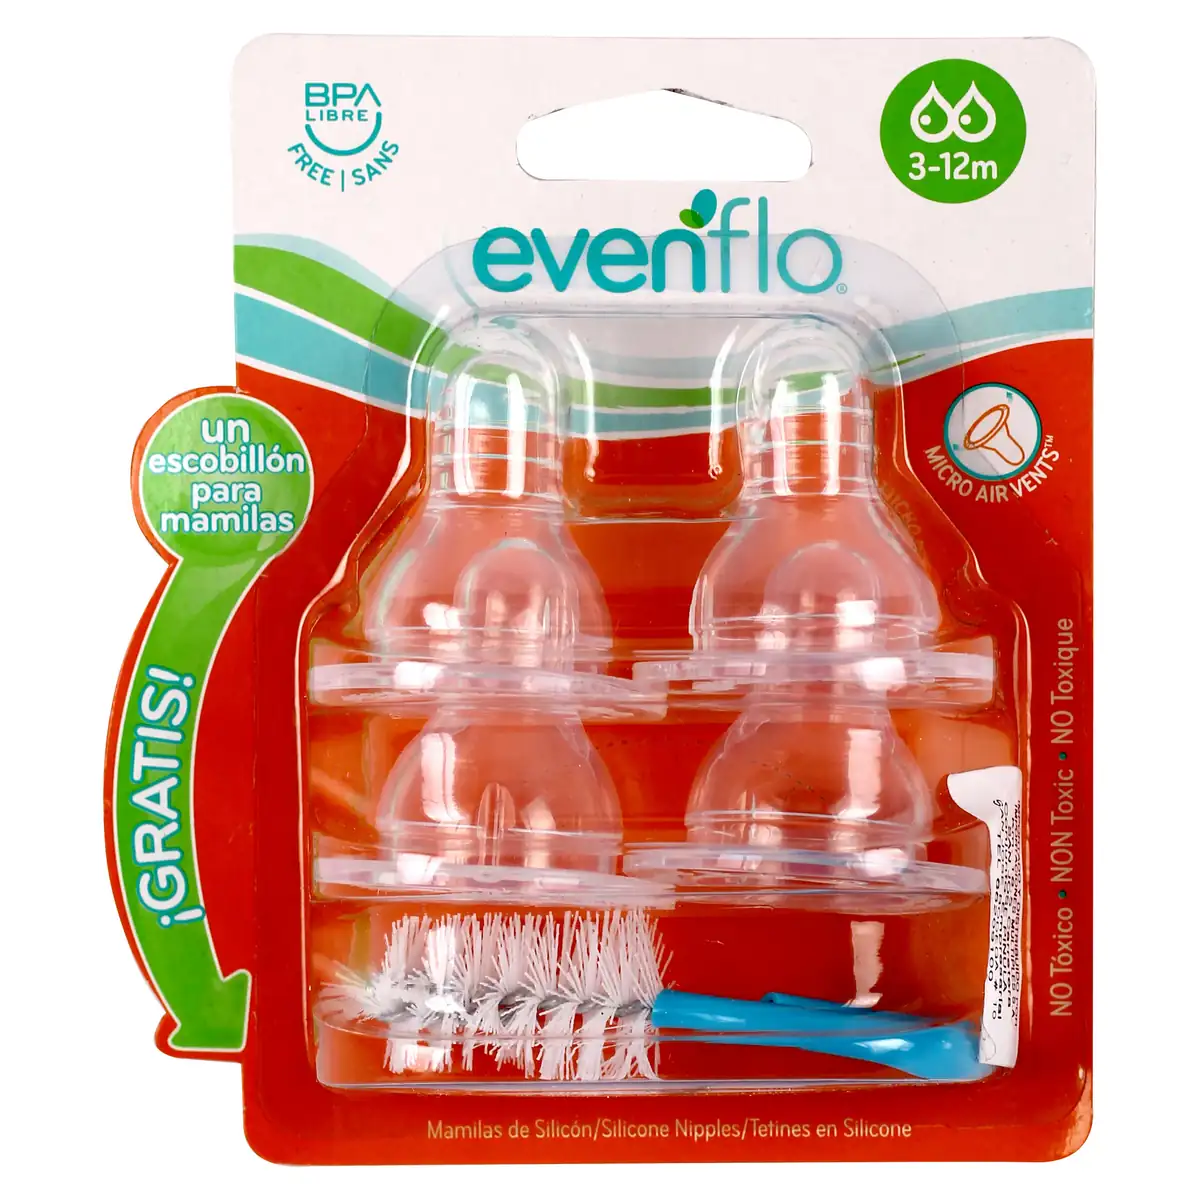 BPA
LIBRE
FREE | SANS
3-12m
evenflo®
MICRO AIR VENTS™
un
escobillón
para
mamilas
¡GRATIS!
NO Tóxico • NON Toxic • NO Toxique
Mamilas de Silicón/Silicone Nipples/Tetines en Silicone